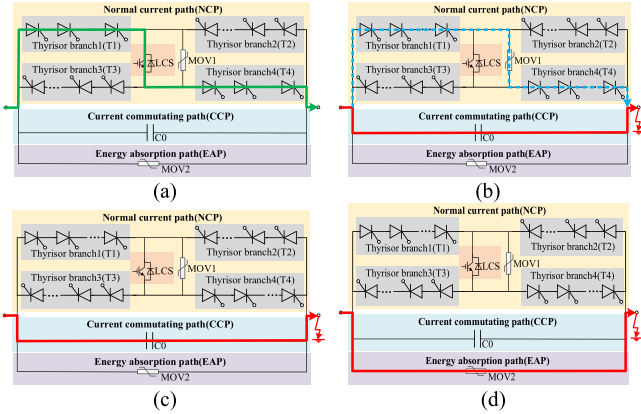 Normal current path(NCP)
Thyrisor branch1(T1)
Thyrisor branch2(T2)
LCS
MOV1
Thyrisor branch3(T3)
Thyrisor branch4(T4)
Current commutating path(CCP)
C0
Energy absorption path(EAP)
MOV2
(a)
Normal current path(NCP)
Thyrisor branch1(T1)
Thyrisor branch2(T2)
LCS
MOV1
Thyrisor branch3(T3)
Thyrisor branch4(T4)
Current commutating path(CCP)
C0
Energy absorption path(EAP)
MOV2
(b)
Normal current path(NCP)
Thyrisor branch1(T1)
Thyrisor branch2(T2)
LCS
MOV1
Thyrisor branch3(T3)
Thyrisor branch4(T4)
Current commutating path(CCP)
C0
Energy absorption path(EAP)
MOV2
(c)
Normal current path(NCP)
Thyrisor branch1(T1)
Thyrisor branch2(T2)
LCS
MOV1
Thyrisor branch3(T3)
Thyrisor branch4(T4)
Current commutating path(CCP)
C0
Energy absorption path(EAP)
MOV2
(d)